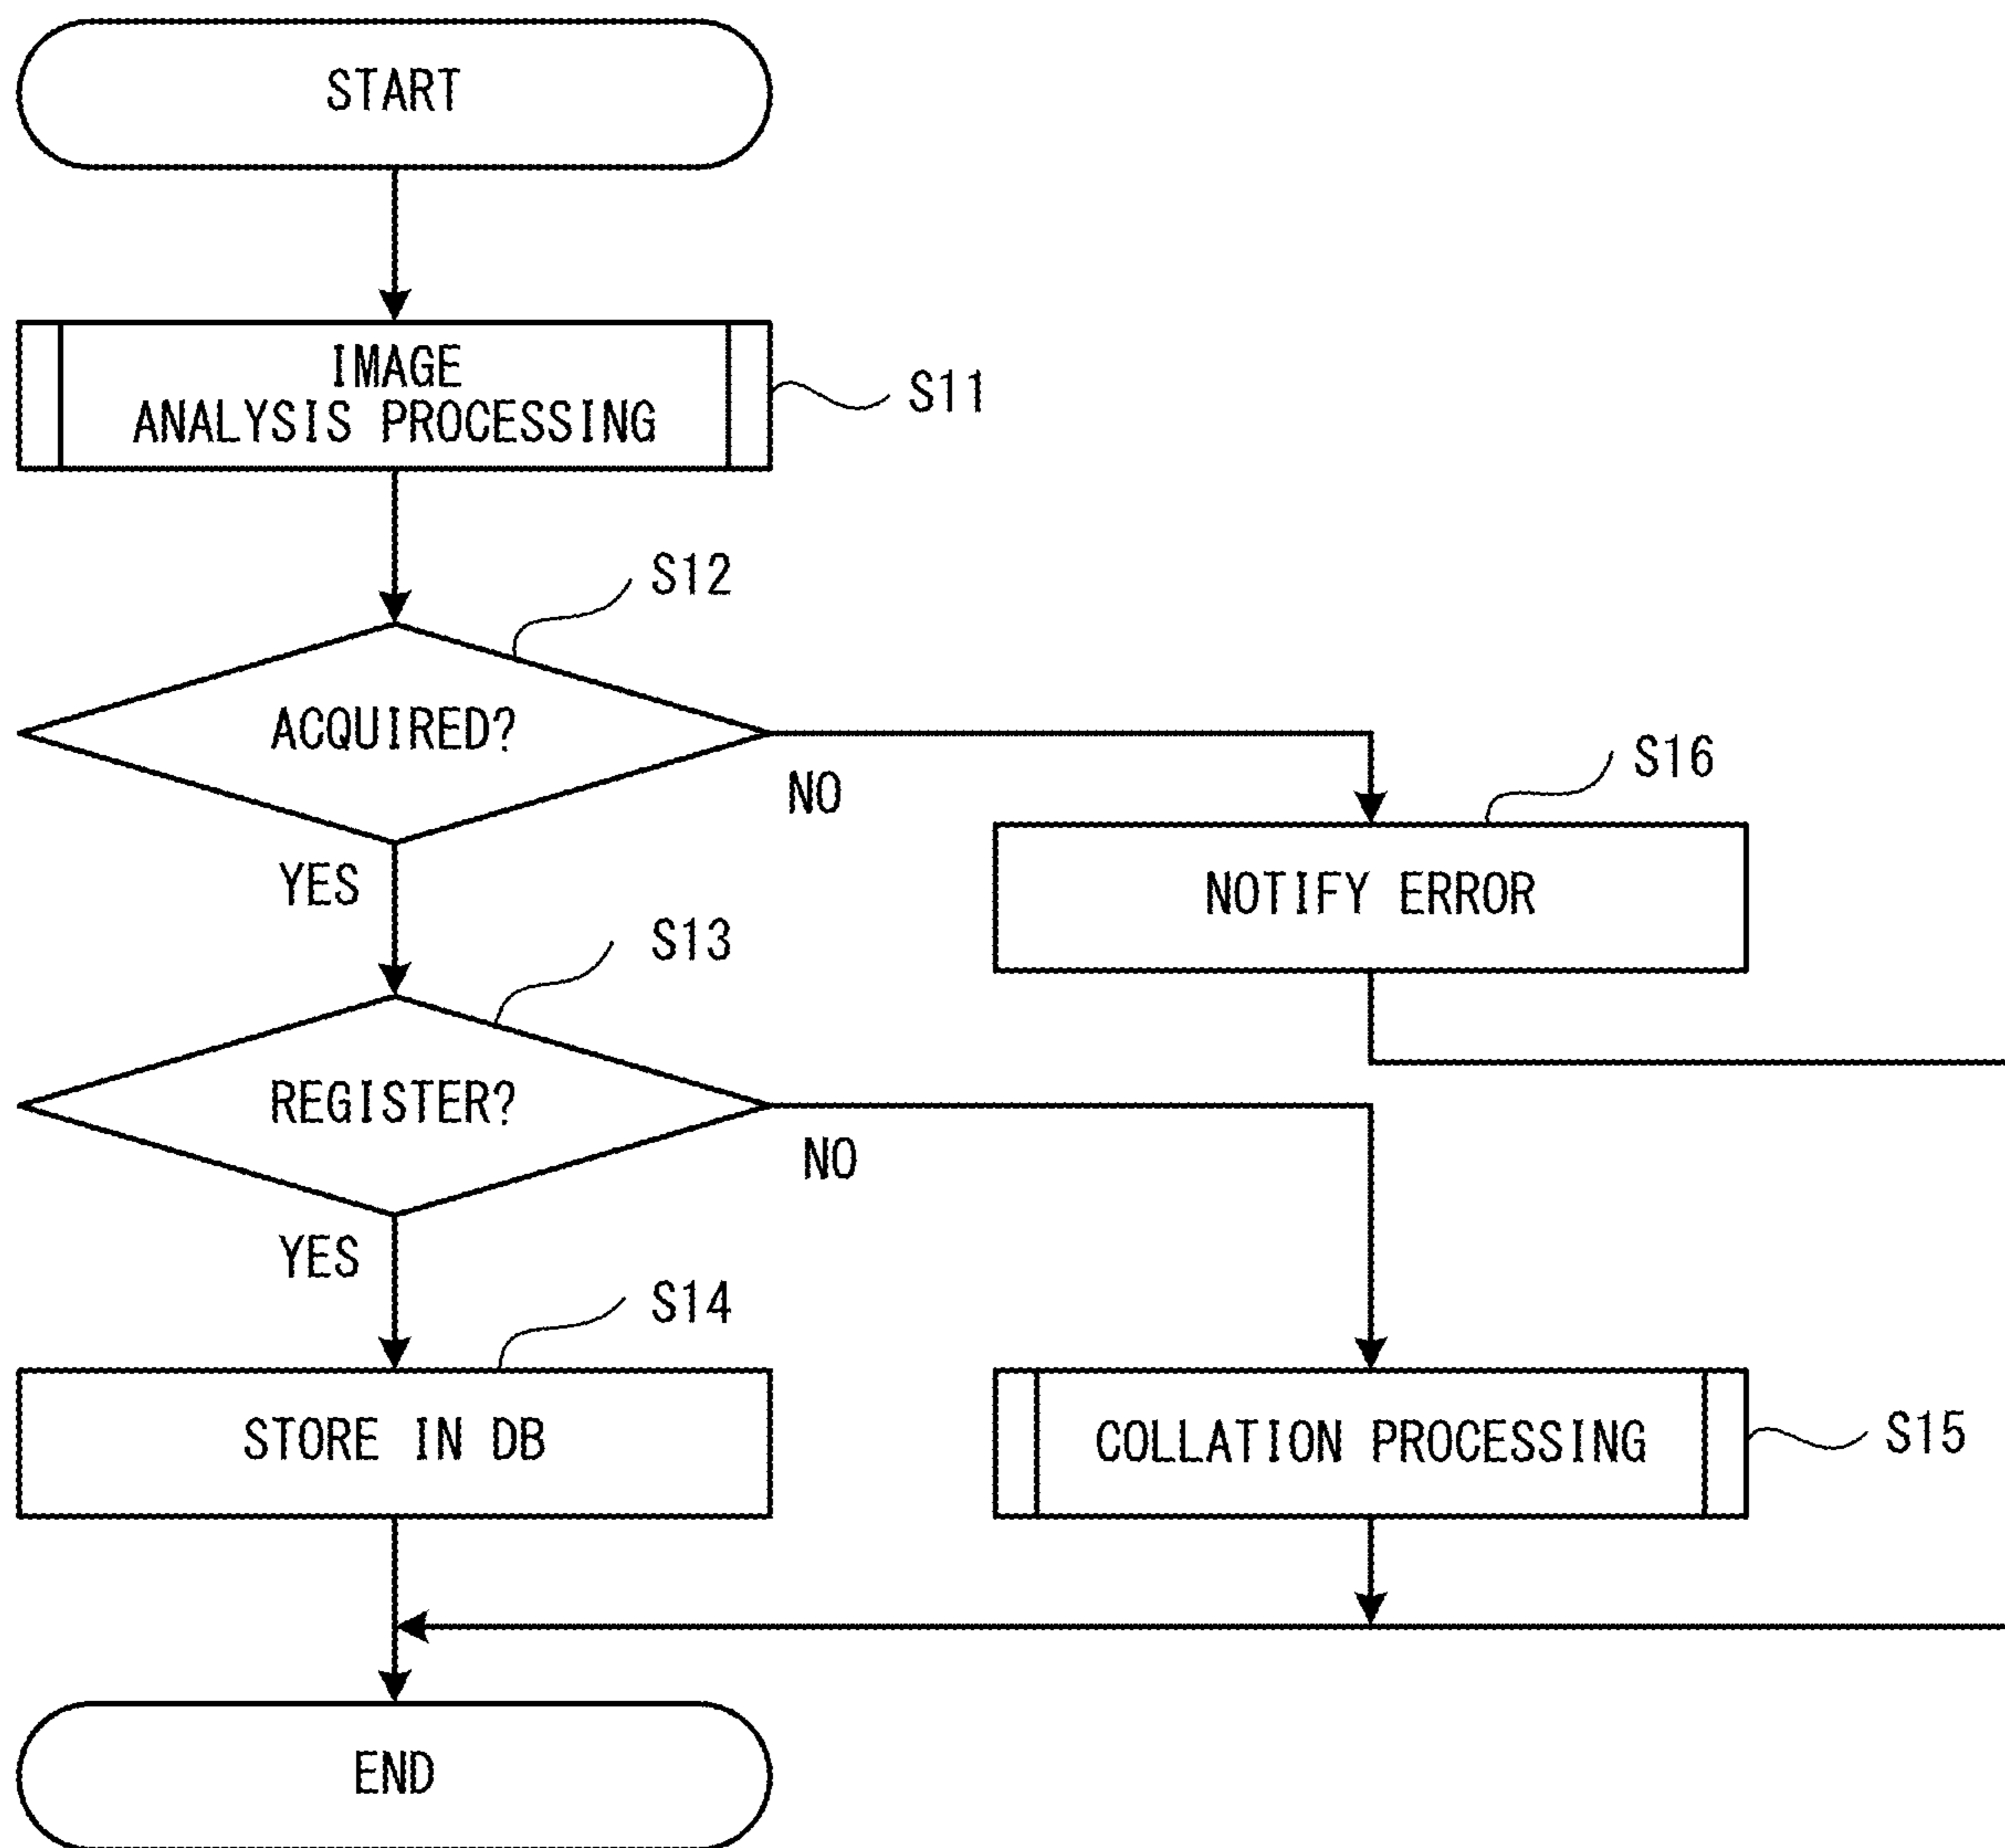 START
IMAGE
ANALYSIS PROCESSING
S11
S12
ACQUIRED?
NO
YES
S16
NOTIFY ERROR
S13
REGISTER?
NO
YES
S14
STORE IN DB
COLLATION PROCESSING
S15
END